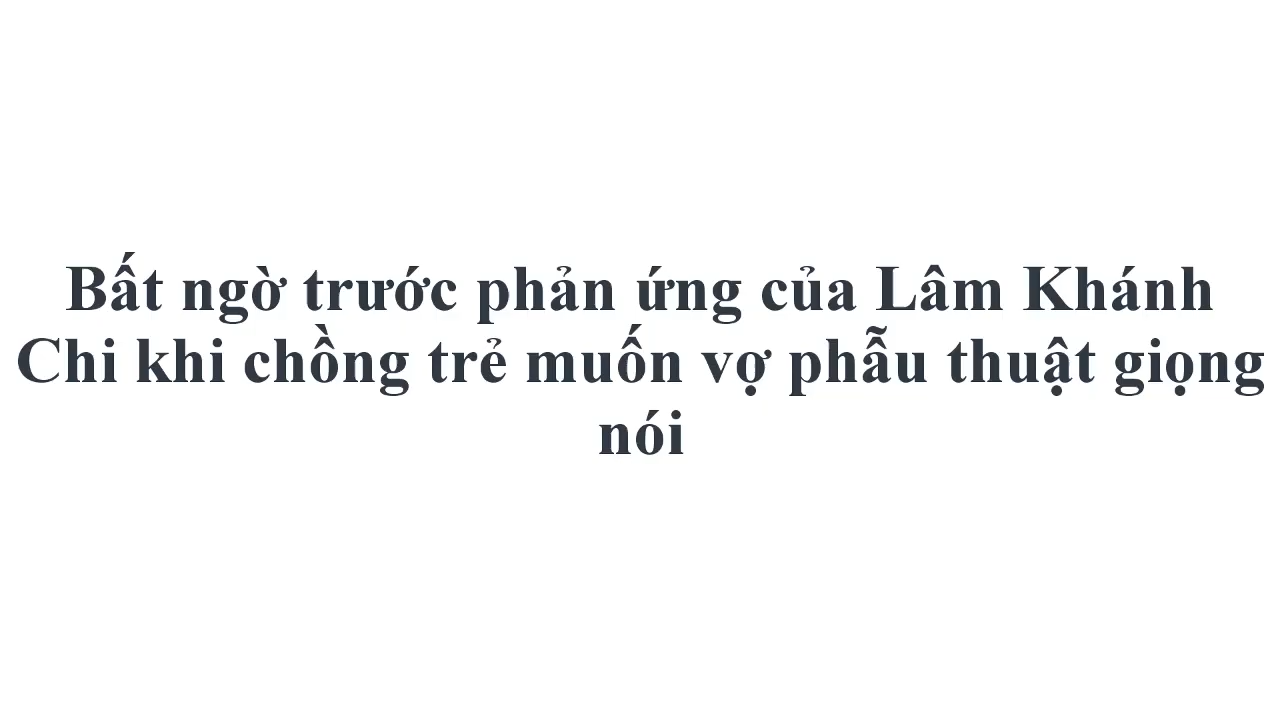 Bất ngờ trước phản ứng của Lâm Khánh
Chi khi chồng trẻ muốn vợ phẫu thuật giọng
nói